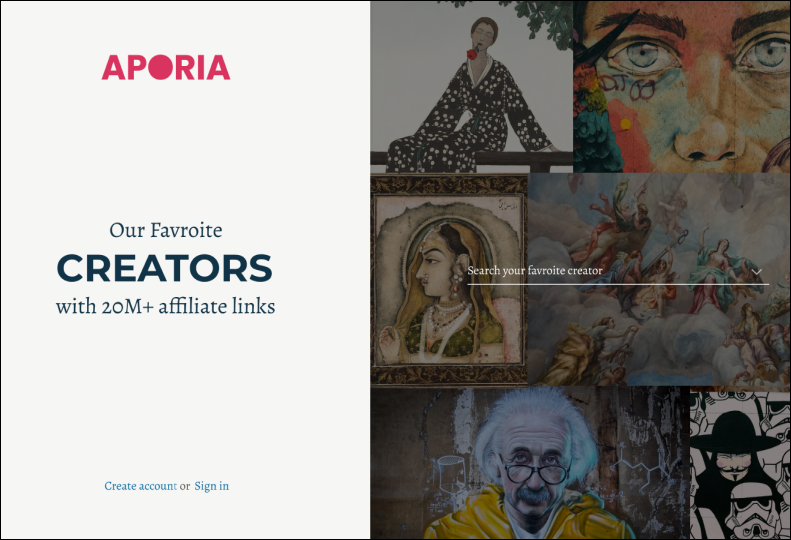 APORIA
Our Favroite
CREATORS
with 20M+ affiliate links
Create account or Sign in
Search your favroite creator